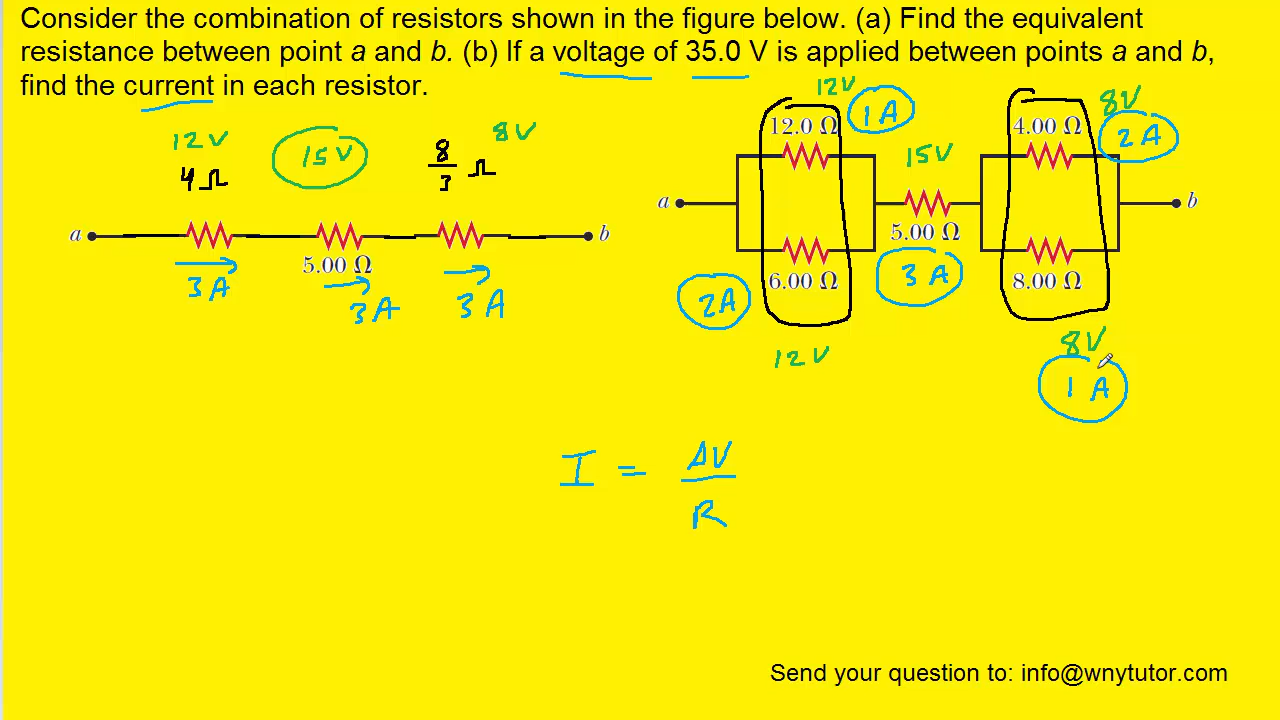 Consider the combination of resistors shown in the figure below. (a) Find the equivalent
resistance between point a and b. (b) If a voltage of 35.0 V is applied between points a and b,
find the current in each resistor.
12V
15V
8
3
Ω
8V
4Ω
a
b
5.00 Ω
3A
3A
3A
12V
1A
12.0 Ω
8V
2A
4.00 Ω
15V
a
5.00 Ω
b
6.00 Ω
2A
3A
8.00 Ω
12V
8V
1A
I = ΔV
R
Send your question to: info@wnytutor.com